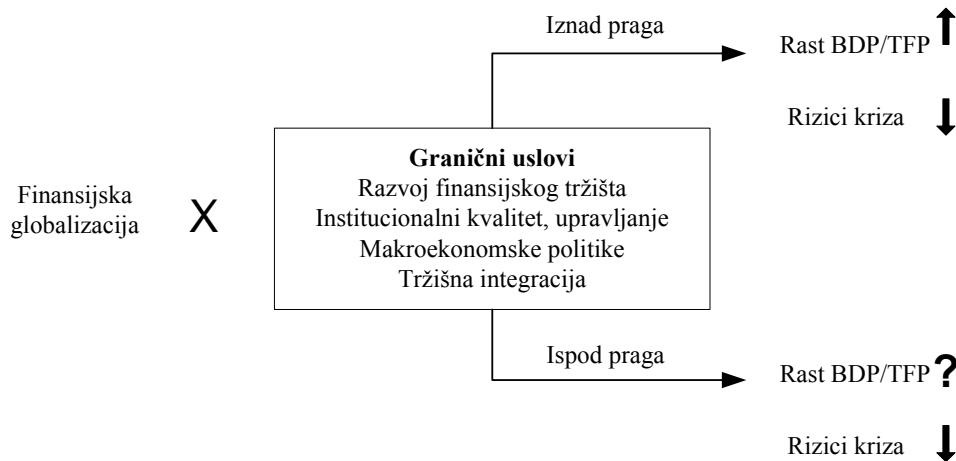 Iznad praga
Rast BDP/TFP
Rizici kriza
Granični uslovi
Razvoj finansijskog tržišta
Institucionalni kvalitet, upravljanje
Makroekonomske politike
Tržišna integracija
Finansijska
globalizacija
X
Ispod praga
Rast BDP/TFP ?
Rizici kriza